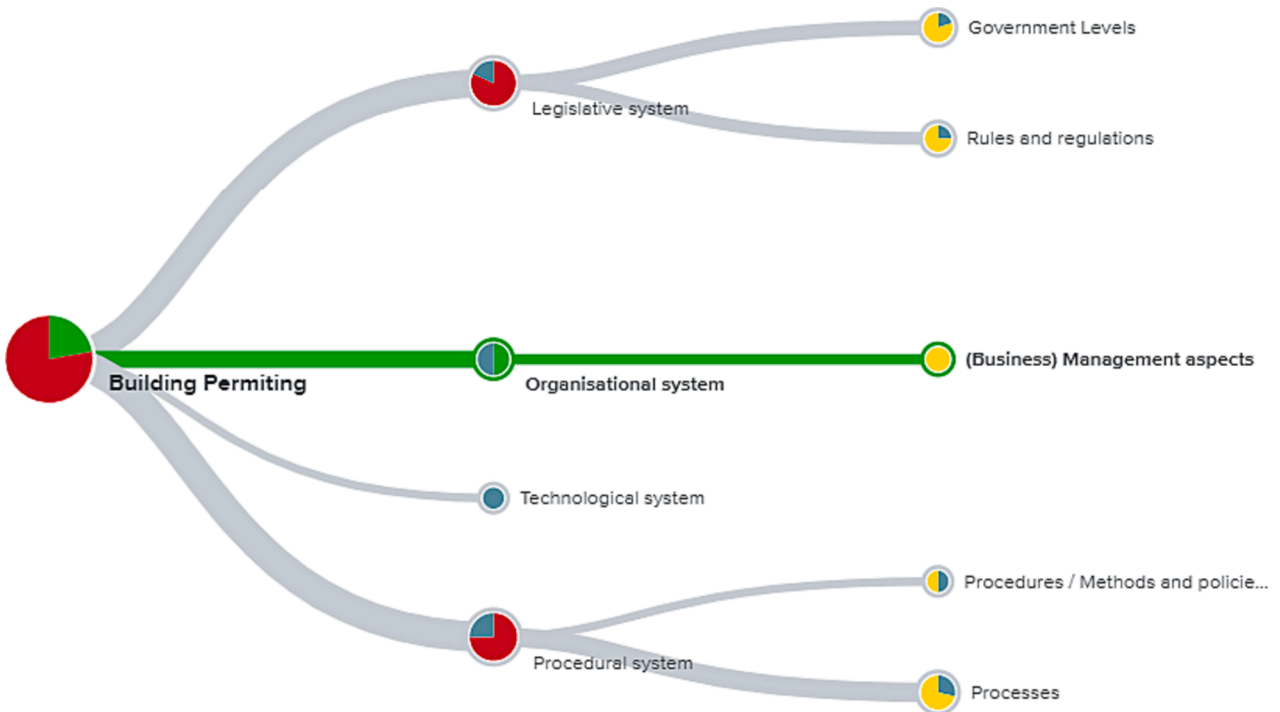 Government Levels
Legislative system
Rules and regulations
Building Permiting
Organisational system
(Business) Management aspects
Technological system
Procedures / Methods and policie...
Procedural system
Processes